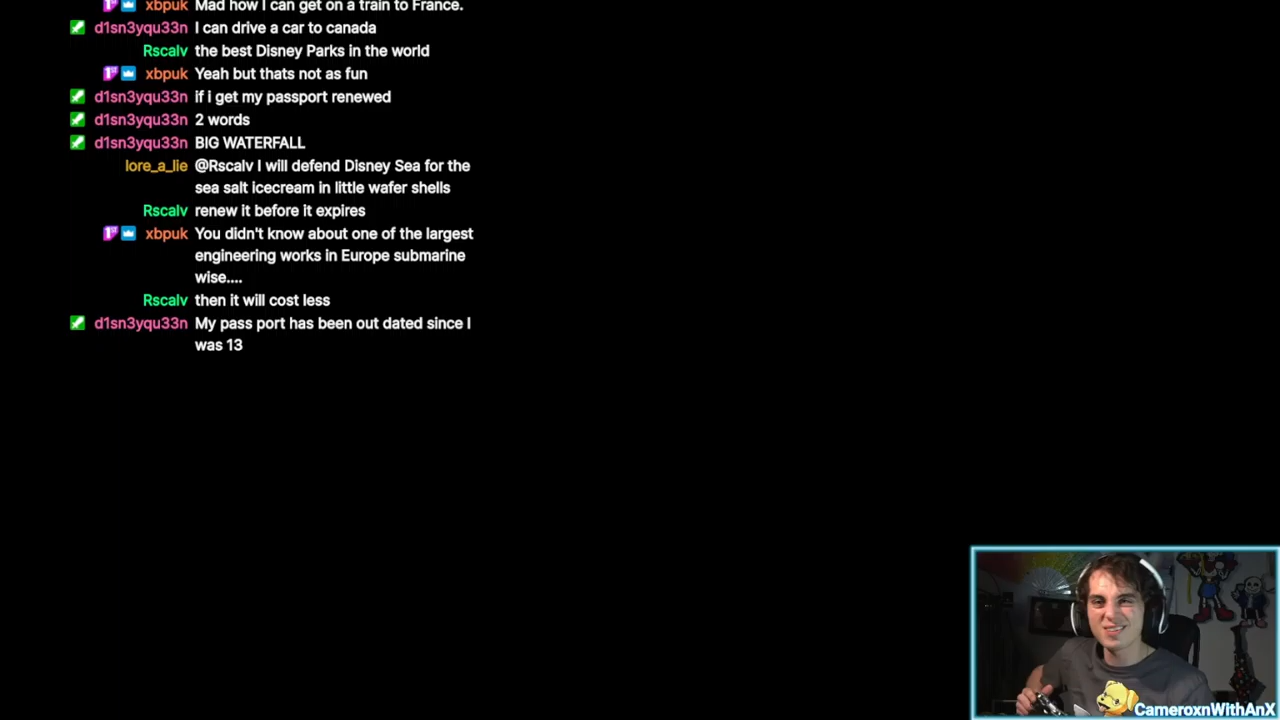 xbpuk Mad how I can get on a train to France.
d1sn3yqu33n I can drive a car to canada
Rscalv the best Disney Parks in the world
xbpuk Yeah but thats not as fun
d1sn3yqu33n if i get my passport renewed
d1sn3yqu33n 2 words
d1sn3yqu33n BIG WATERFALL
lore_a_lie @Rscalv I will defend Disney Sea for the
sea salt icecream in little wafer shells
Rscalv renew it before it expires
xbpuk You didn't know about one of the largest
engineering works in Europe submarine
wise....
Rscalv then it will cost less
d1sn3yqu33n My pass port has been out dated since I
was 13
CameroxnWithAnX